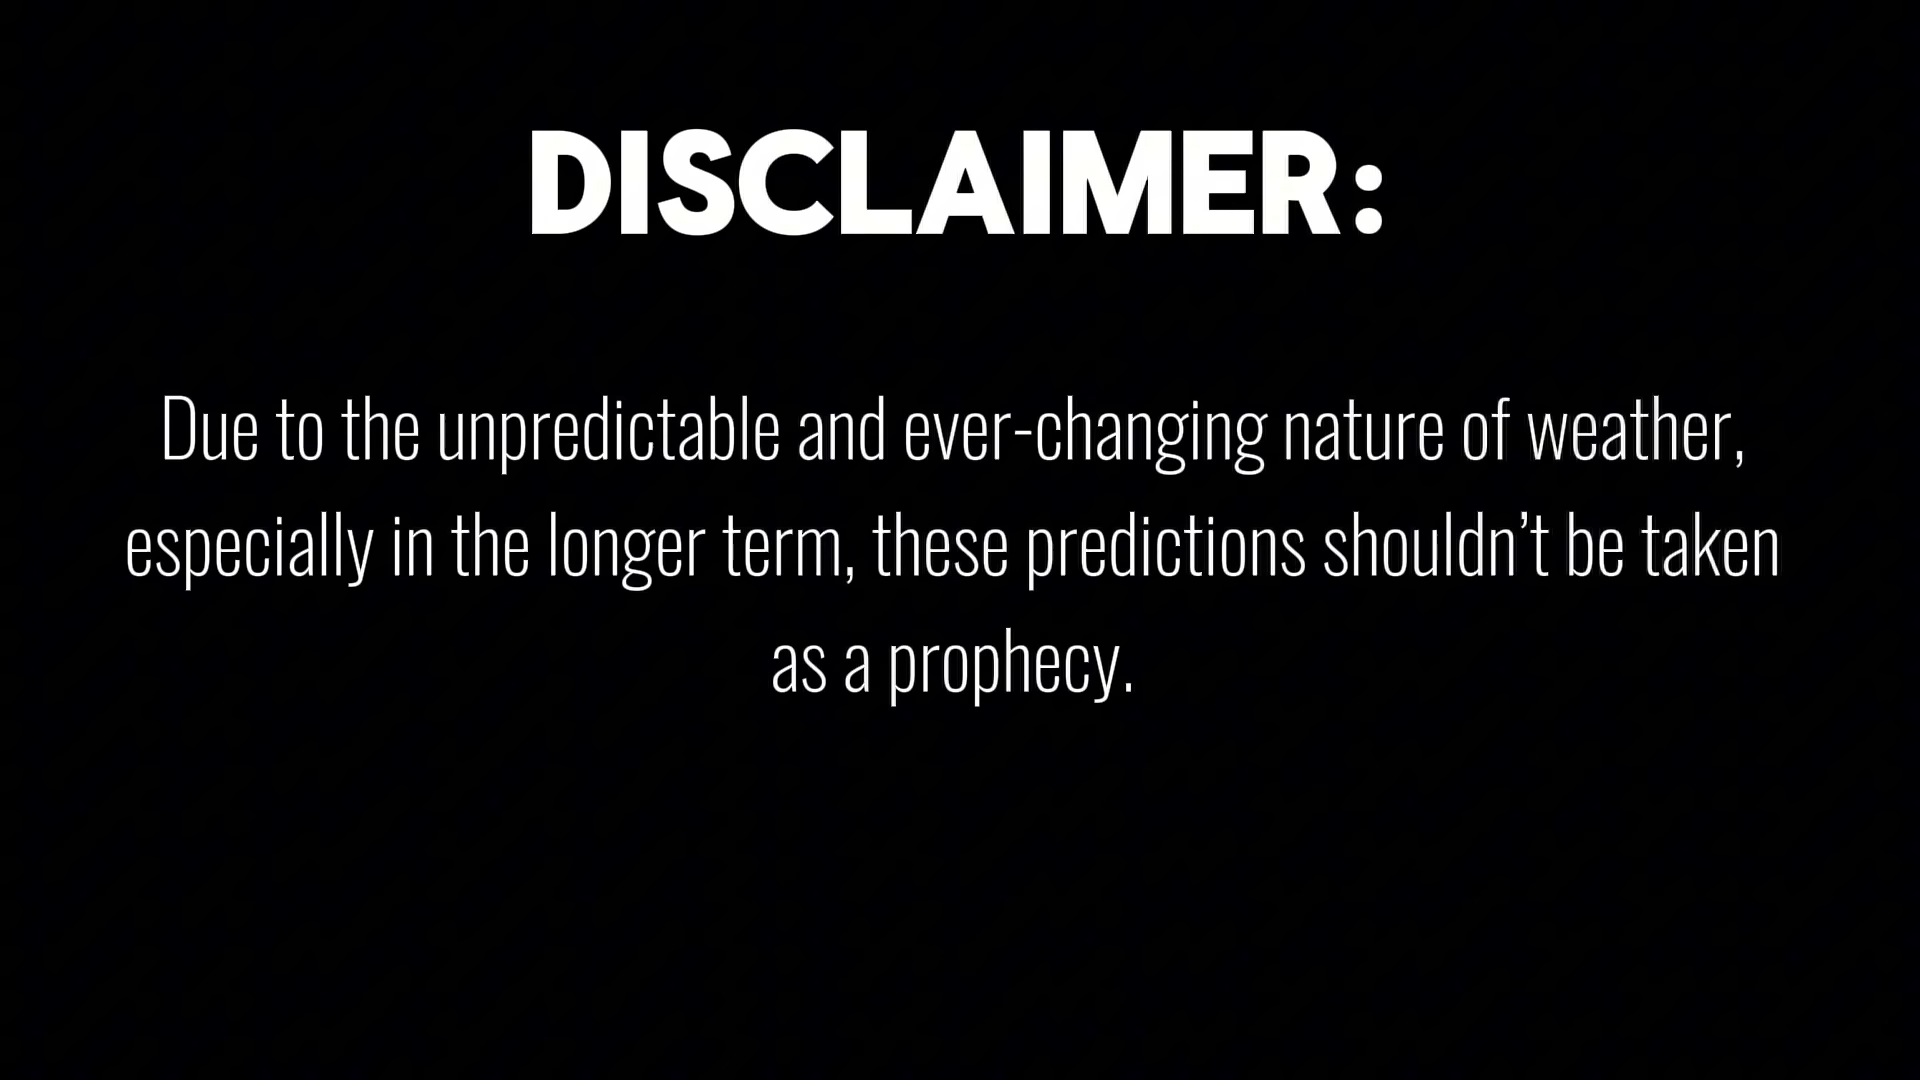 DISCLAIMER:
Due to the unpredictable and ever-changing nature of weather,
especially in the longer term, these predictions shouldn’t be taken
as a prophecy.